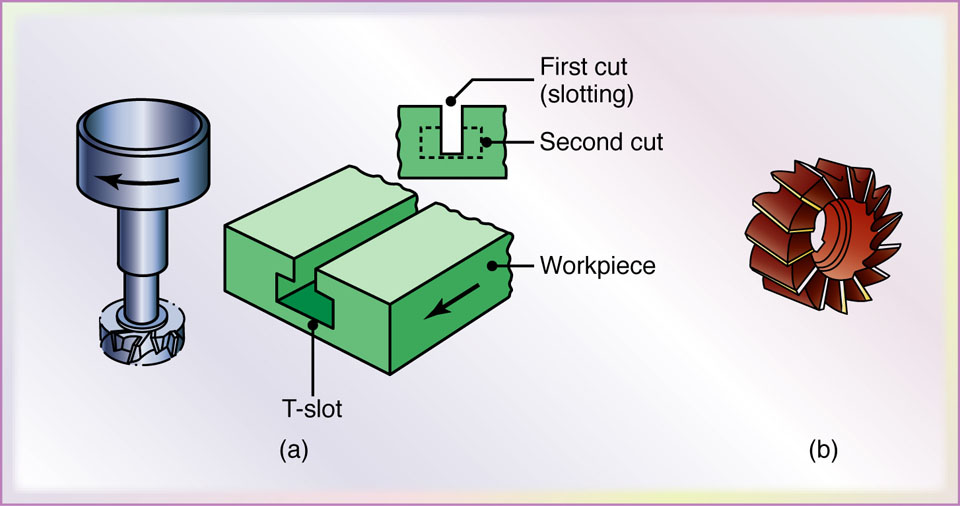 First cut
(slotting)
Second cut
Workpiece
T-slot
(a)
(b)